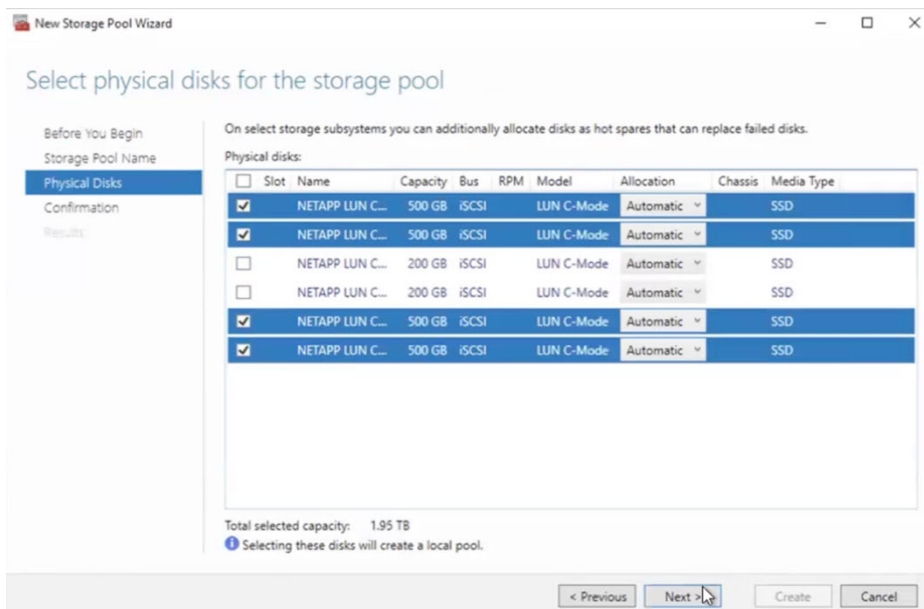 New Storage Pool Wizard
Select physical disks for the storage pool
Before You Begin
Storage Pool Name
Physical Disks
Confirmation
Results
On select storage subsystems you can additionally allocate disks as hot spares that can replace failed disks.
Physical disks:
Slot Name Capacity Bus RPM Model Allocation Chassis Media Type
NETAPP LUN C... 500 GB iSCSI LUN C-Mode Automatic SSD
NETAPP LUN C... 500 GB iSCSI LUN C-Mode Automatic SSD
NETAPP LUN C... 200 GB iSCSI LUN C-Mode Automatic SSD
NETAPP LUN C... 200 GB iSCSI LUN C-Mode Automatic SSD
NETAPP LUN C... 500 GB iSCSI LUN C-Mode Automatic SSD
NETAPP LUN C... 500 GB iSCSI LUN C-Mode Automatic SSD
Total selected capacity: 1.95 TB
Selecting these disks will create a local pool.
< Previous Next > Create Cancel